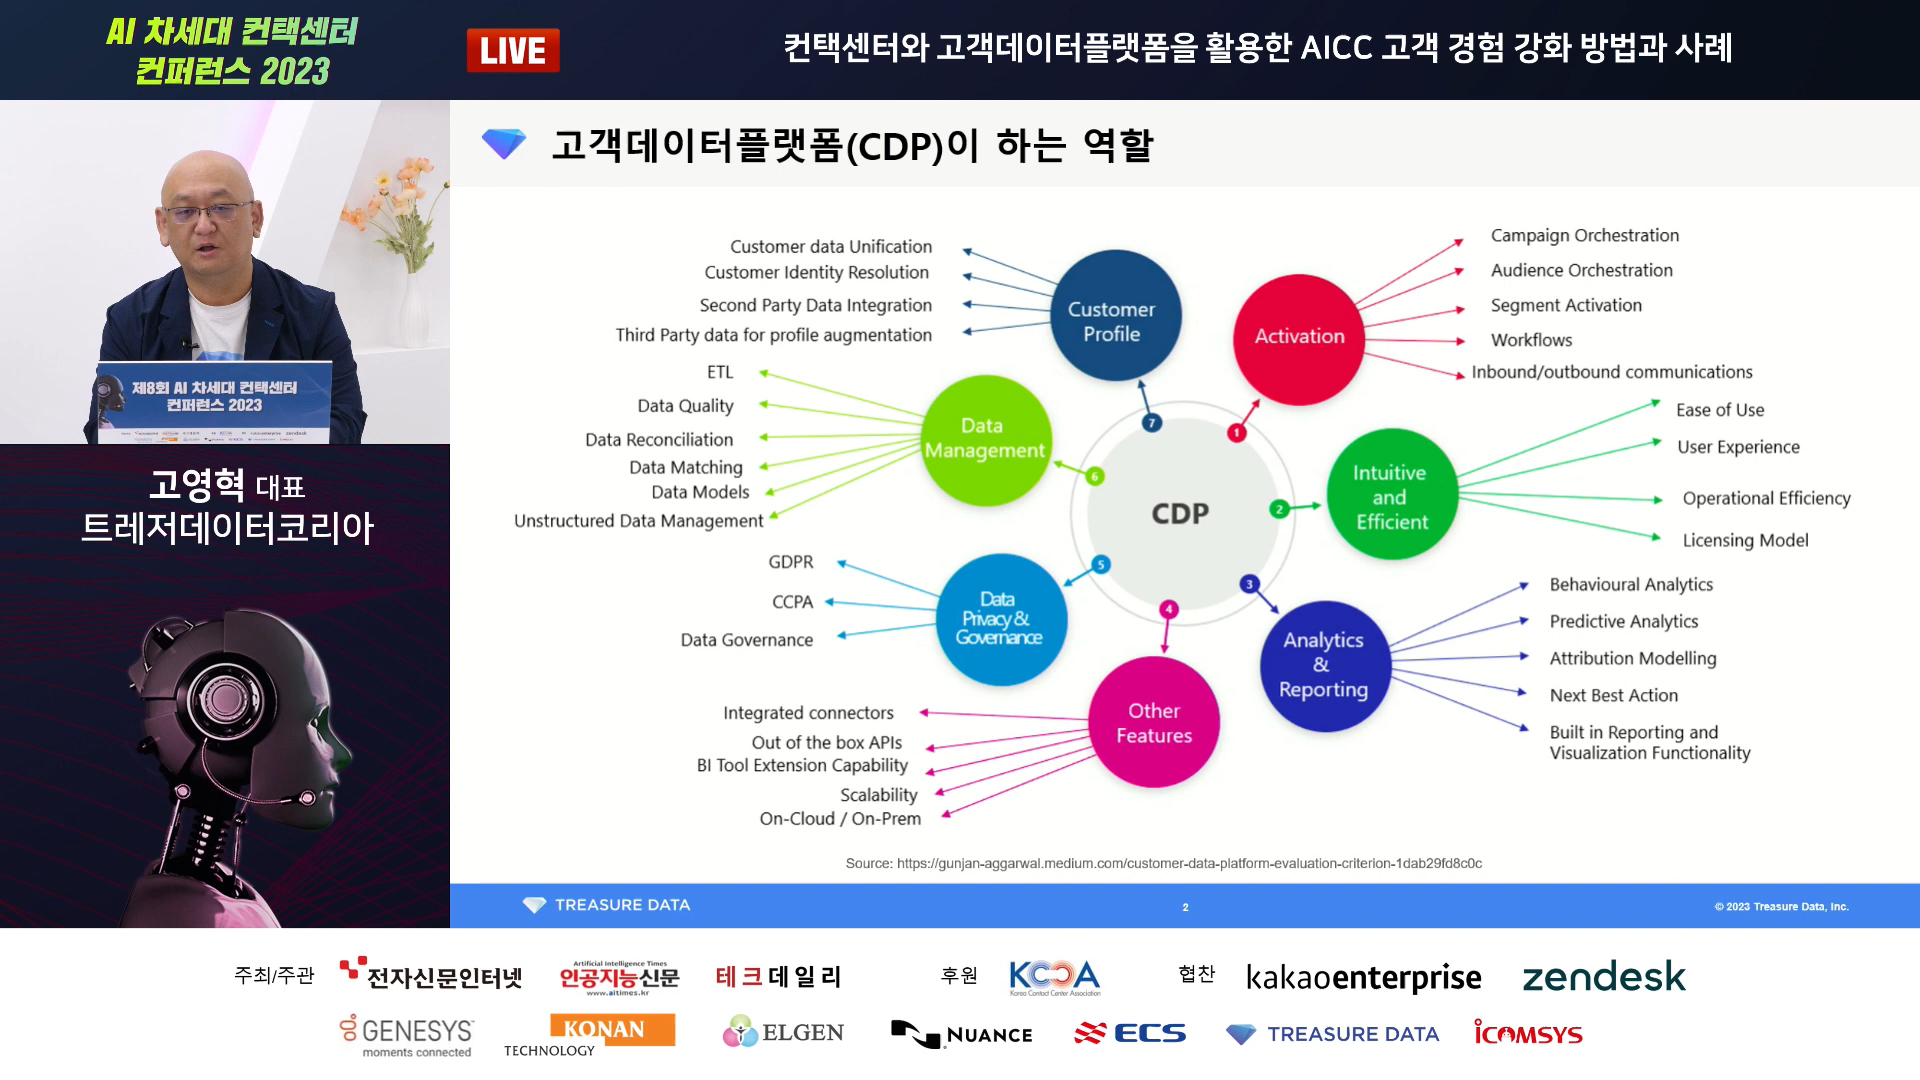 AI 차세대 컨택센터
컨퍼런스 2023
LIVE
컨택센터와 고객데이터플랫폼을 활용한 AICC 고객 경험 강화 방법과 사례
제8회 AI 차세대 컨택센터
컨퍼런스 2023
고영혁 대표
트레저데이터코리아
고객데이터플랫폼(CDP)이 하는 역할
Customer data Unification
Customer Identity Resolution
Second Party Data Integration
Third Party data for profile augmentation
Customer
Profile
7
Activation
1
Campaign Orchestration
Audience Orchestration
Segment Activation
Workflows
Inbound/outbound communications
ETL
Data Quality
Data Reconciliation
Data Matching
Data Models
Unstructured Data Management
Data
Management
6
CDP
2
Intuitive
and
Efficient
Ease of Use
User Experience
Operational Efficiency
Licensing Model
GDPR
CCPA
Data Governance
Data
Privacy &
Governance
5
3
Analytics
&
Reporting
Behavioural Analytics
Predictive Analytics
Attribution Modelling
Next Best Action
Built in Reporting and
Visualization Functionality
4
Other
Features
Integrated connectors
Out of the box APIs
BI Tool Extension Capability
Scalability
On-Cloud / On-Prem
Source: https://gunjan-aggarwal.medium.com/customer-data-platform-evaluation-criterion-1dab29fd8c0c
TREASURE DATA
2
© 2023 Treasure Data, Inc.
주최/주관
전자신문인터넷
Artificial Intelligence Times
인공지능신문
www.aitimes.kr
테크데일리
후원
KCCA
Korea Contact Center Association
협찬
kakaoenterprise
zendesk
GENESYS
moments connected
KONAN
TECHNOLOGY
ELGEN
NUANCE
ECS
TREASURE DATA
iCOMSYS